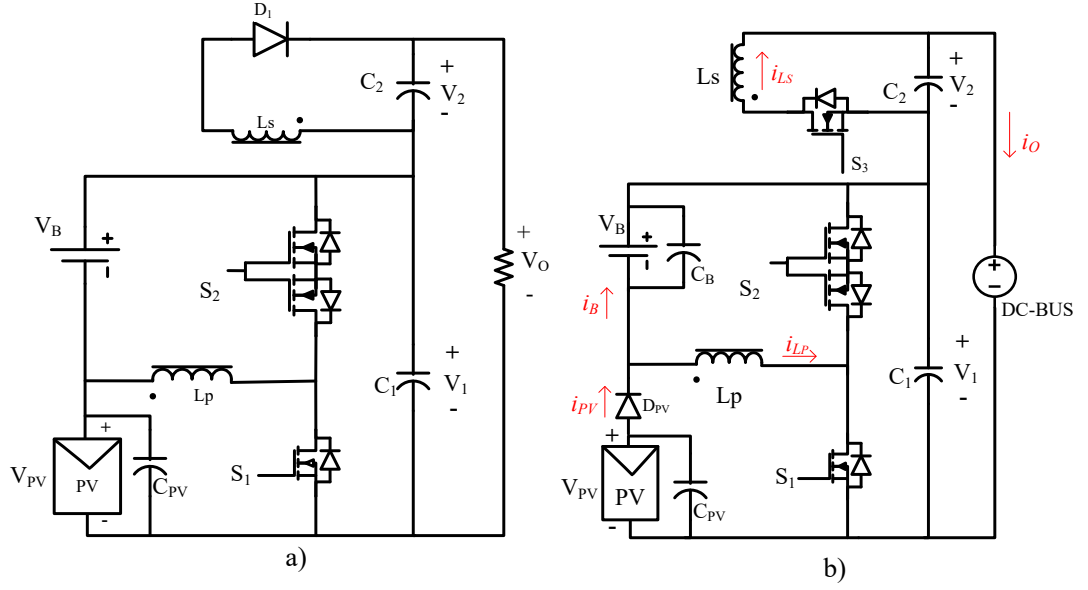 D1
C2
+
V2
-
Ls
VB
+
-
S2
+
VO
-
Lp
C1
+
V1
-
+
VPV
PV
-
CPV
S1
a)
Ls
iLS
C2
+
V2
-
S3
iO
VB
+
-
CB
S2
iB
+
-
DC-BUS
iLP
Lp
C1
+
V1
-
iPV
DPV
+
VPV
PV
-
CPV
S1
b)